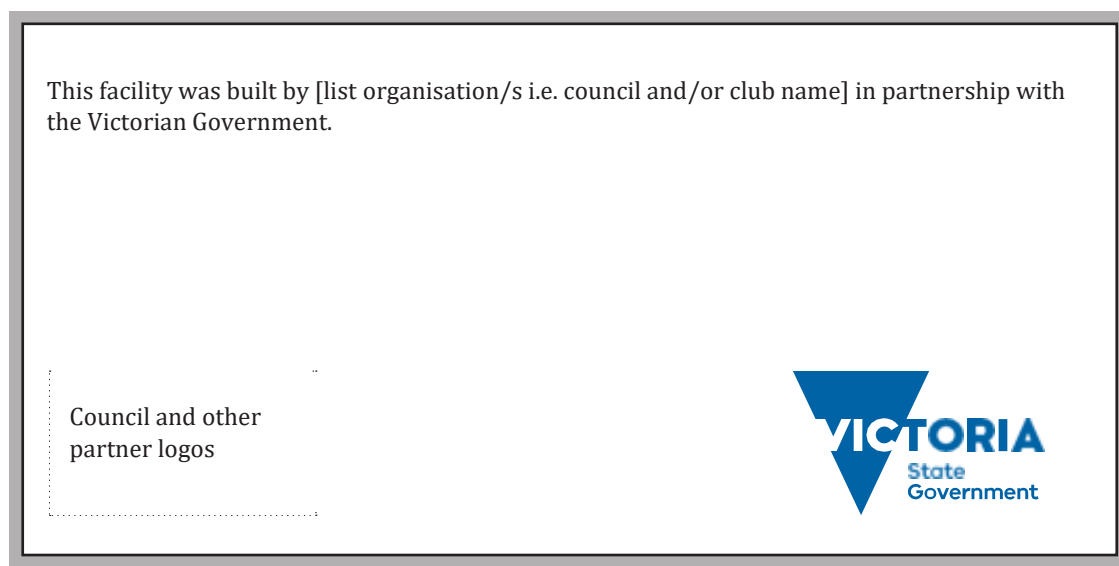 This facility was built by [list organisation/s i.e. council and/or club name] in partnership with
the Victorian Government.
Council and other
partner logos
VICTORIA
State
Government